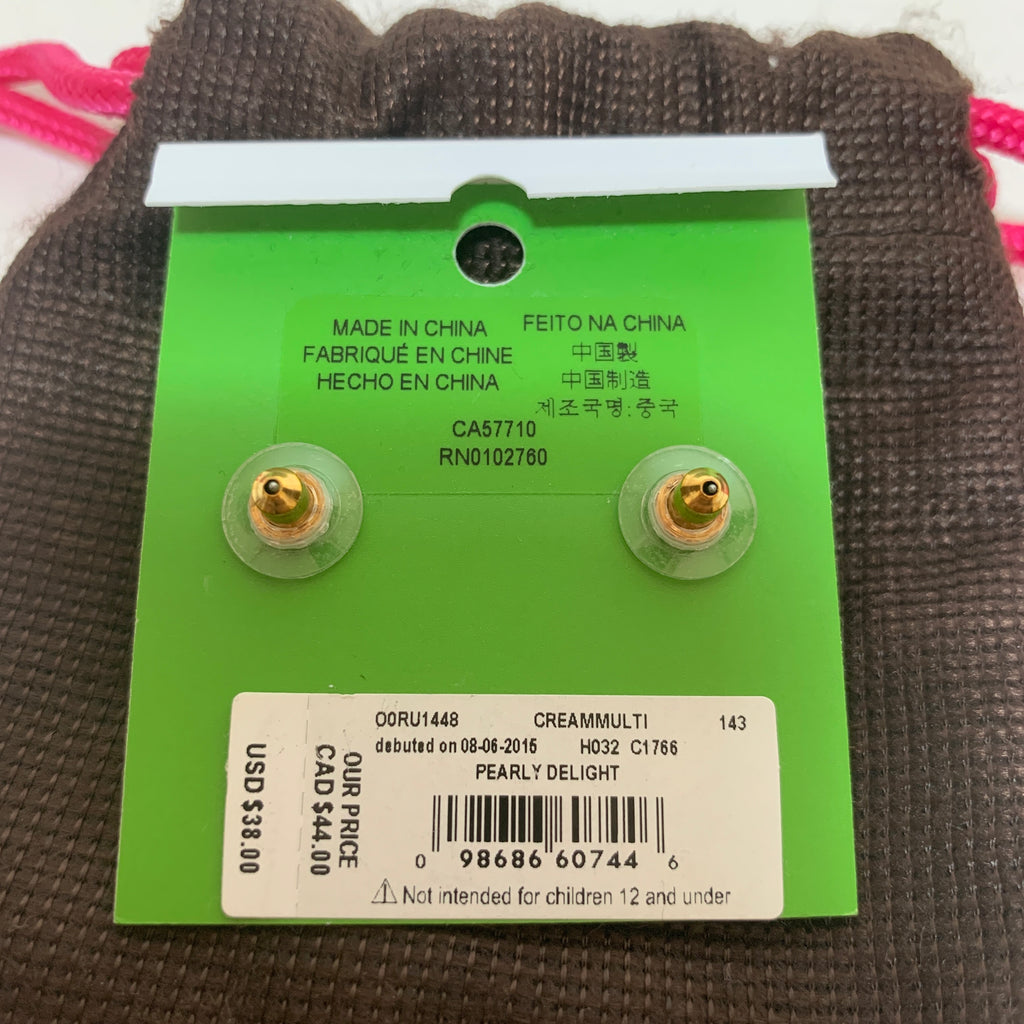 MADE IN CHINA
FABRIQUÉ EN CHINE
HECHO EN CHINA
FEITO NA CHINA
中国製
中国制造
제조국명:중국
CA57710
RN0102760
OORU1448 CREAMMULTI 143
debuted on 08-06-2015 H032 C1766
PEARLY DELIGHT
0 98686 60744 6
⚠ Not intended for children 12 and under
OUR PRICE
CAD $44.00
USD $38.00